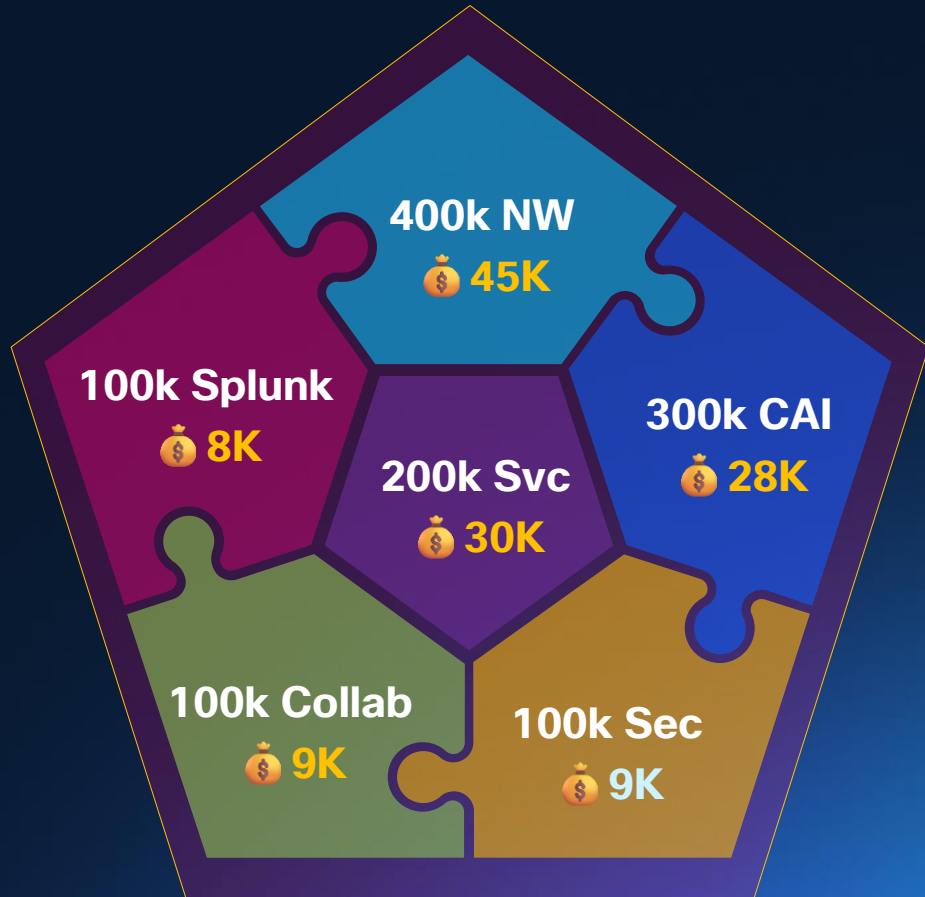 400k NW
💰 45K
100k Splunk
💰 8K
300k CAI
💰 28K
200k Svc
💰 30K
100k Collab
💰 9K
100k Sec
💰 9K